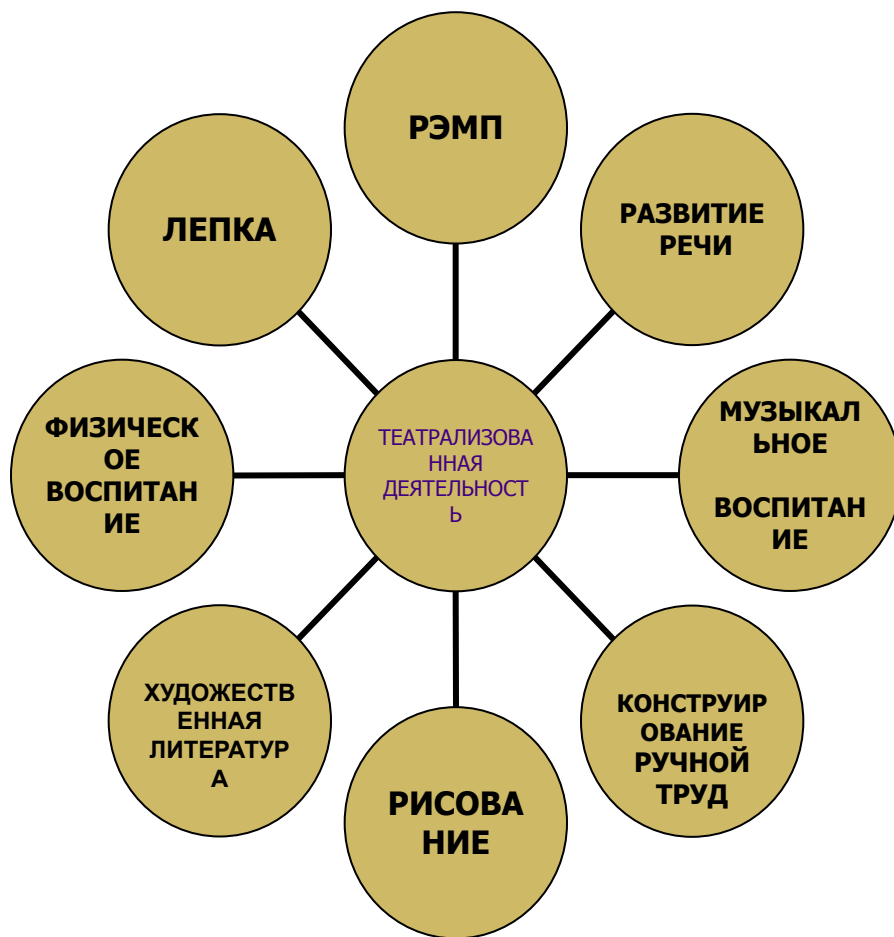 РЭМП
РАЗВИТИЕ
РЕЧИ
ЛЕПКА
МУЗЫКАЛ
ЬНОЕ
ВОСПИТАН
ИЕ
ФИЗИЧЕСК
ОЕ
ВОСПИТАН
ИЕ
ТЕАТРАЛИЗОВА
ННАЯ
ДЕЯТЕЛЬНОСТ
Ь
ХУДОЖЕСТВ
ЕННАЯ
ЛИТЕРАТУР
А
КОНСТРУИР
ОВАНИЕ
РУЧНОЙ
ТРУД
РИСОВА
НИЕ